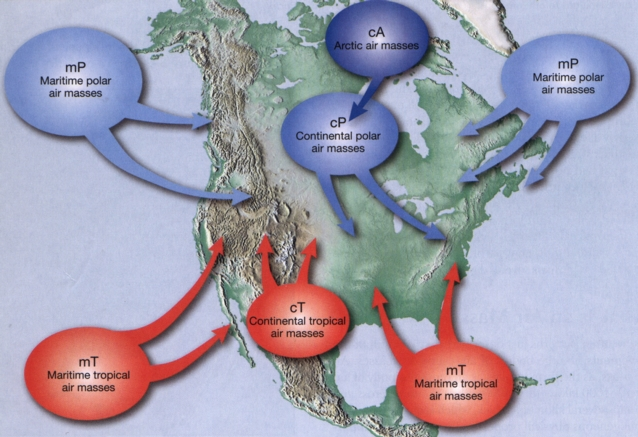 cA
Arctic air masses
mP
Maritime polar
air masses
mP
Maritime polar
air masses
cP
Continental polar
air masses
cT
Continental tropical
air masses
mT
Maritime tropical
air masses
mT
Maritime tropical
air masses